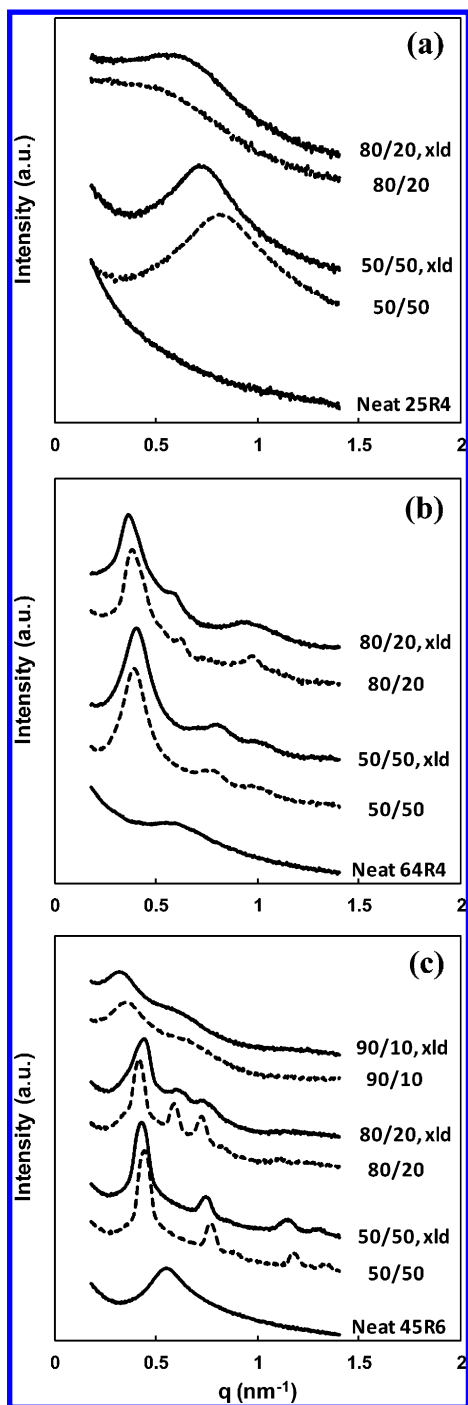 (a)
Intensity (a.u.)
80/20, xld
80/20
50/50, xld
50/50
Neat 25R4
0 0.5 1 1.5 2
(b)
Intensity (a.u.)
80/20, xld
80/20
50/50, xld
50/50
Neat 64R4
0 0.5 1 1.5 2
(c)
Intensity (a.u.)
90/10, xld
90/10
80/20, xld
80/20
50/50, xld
50/50
Neat 45R6
0 0.5 1 1.5 2
q (nm⁻¹)